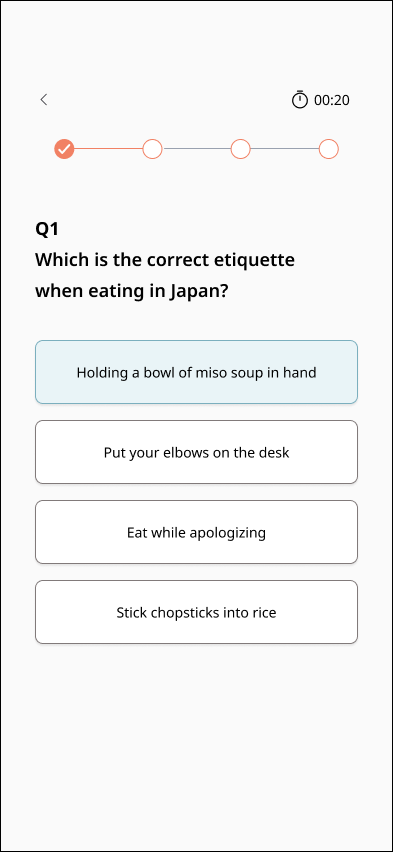 00:20
Q1
Which is the correct etiquette
when eating in Japan?
Holding a bowl of miso soup in hand
Put your elbows on the desk
Eat while apologizing
Stick chopsticks into rice